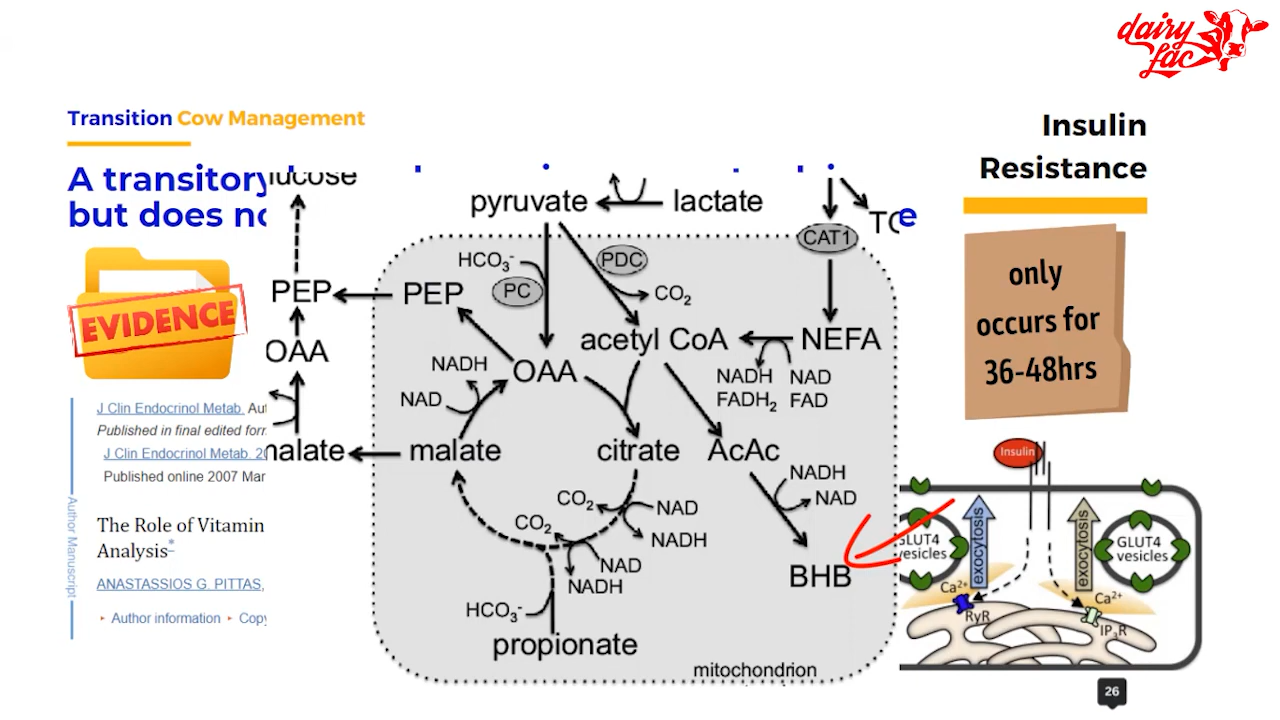 dairy
fac
Transition Cow Management
Insulin
Resistance
A transitory
but does no
e
EVIDENCE
J Clin Endocrinol Metab. Aut
Published in final edited form
J Clin Endocrinol Metab. 20
Published online 2007 Mar
Author Manuscript
The Role of Vitamin
Analysis*
ANASTASSIOS G. PITTAS,
▸ Author information ▸ Copy
lucose
pyruvate
lactate
TG
CAT1
HCO3-
PDC
PC
CO2
PEP
PEP
acetyl CoA
NEFA
OAA
NADH
OAA
NADH
FADH2
NAD
FAD
NAD
malate
malate
citrate
AcAc
NADH
NAD
CO2
NAD
CO2
NADH
NAD
NADH
BHB
HCO3-
propionate
mitochondrion
only
occurs for
36-48hrs
Insulin
GLUT4
vesicles
exocytosis
exocytosis
GLUT4
vesicles
Ca2+
Ca2+
RyR
IP3R
26